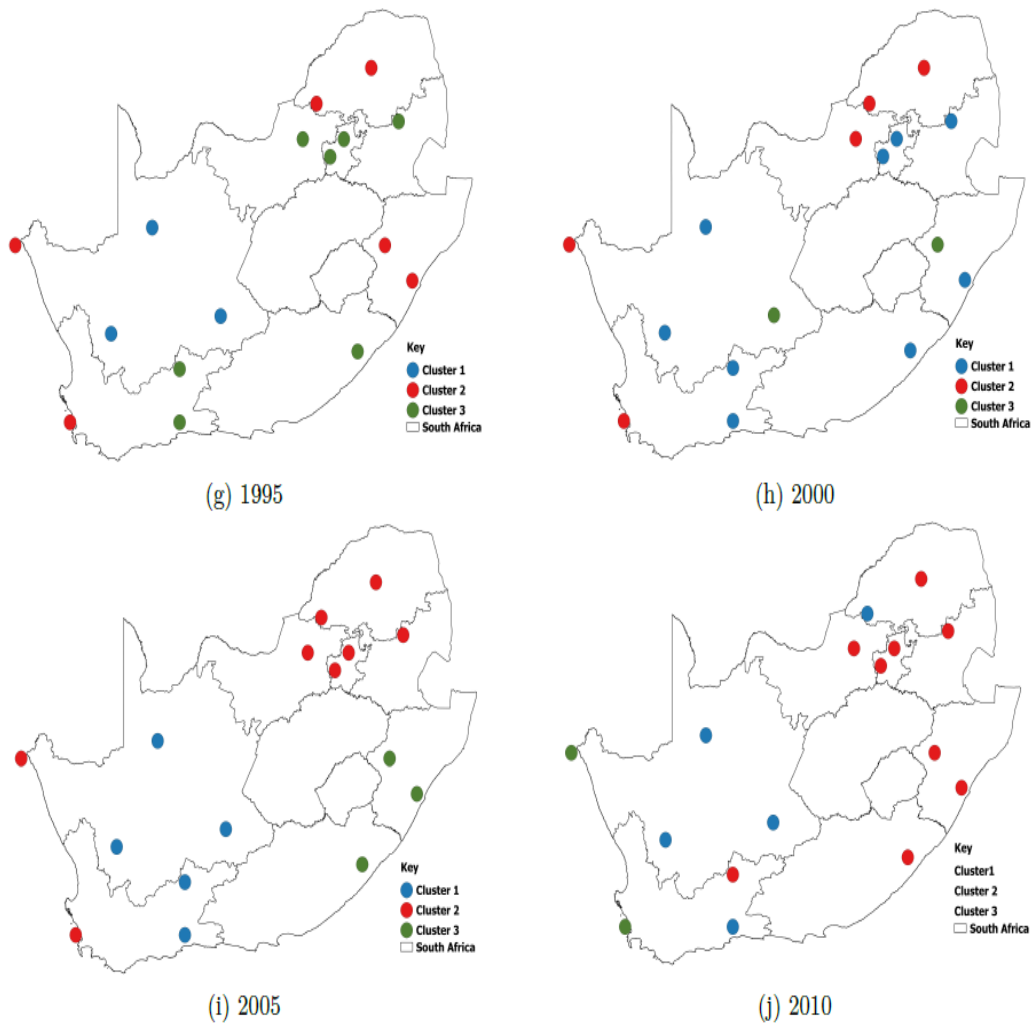 Key
Cluster 1
Cluster 2
Cluster 3
South Africa
(g) 1995
Key
Cluster 1
Cluster 2
Cluster 3
South Africa
(h) 2000
Key
Cluster 1
Cluster 2
Cluster 3
South Africa
(i) 2005
Key
Cluster1
Cluster 2
Cluster 3
South Africa
(j) 2010